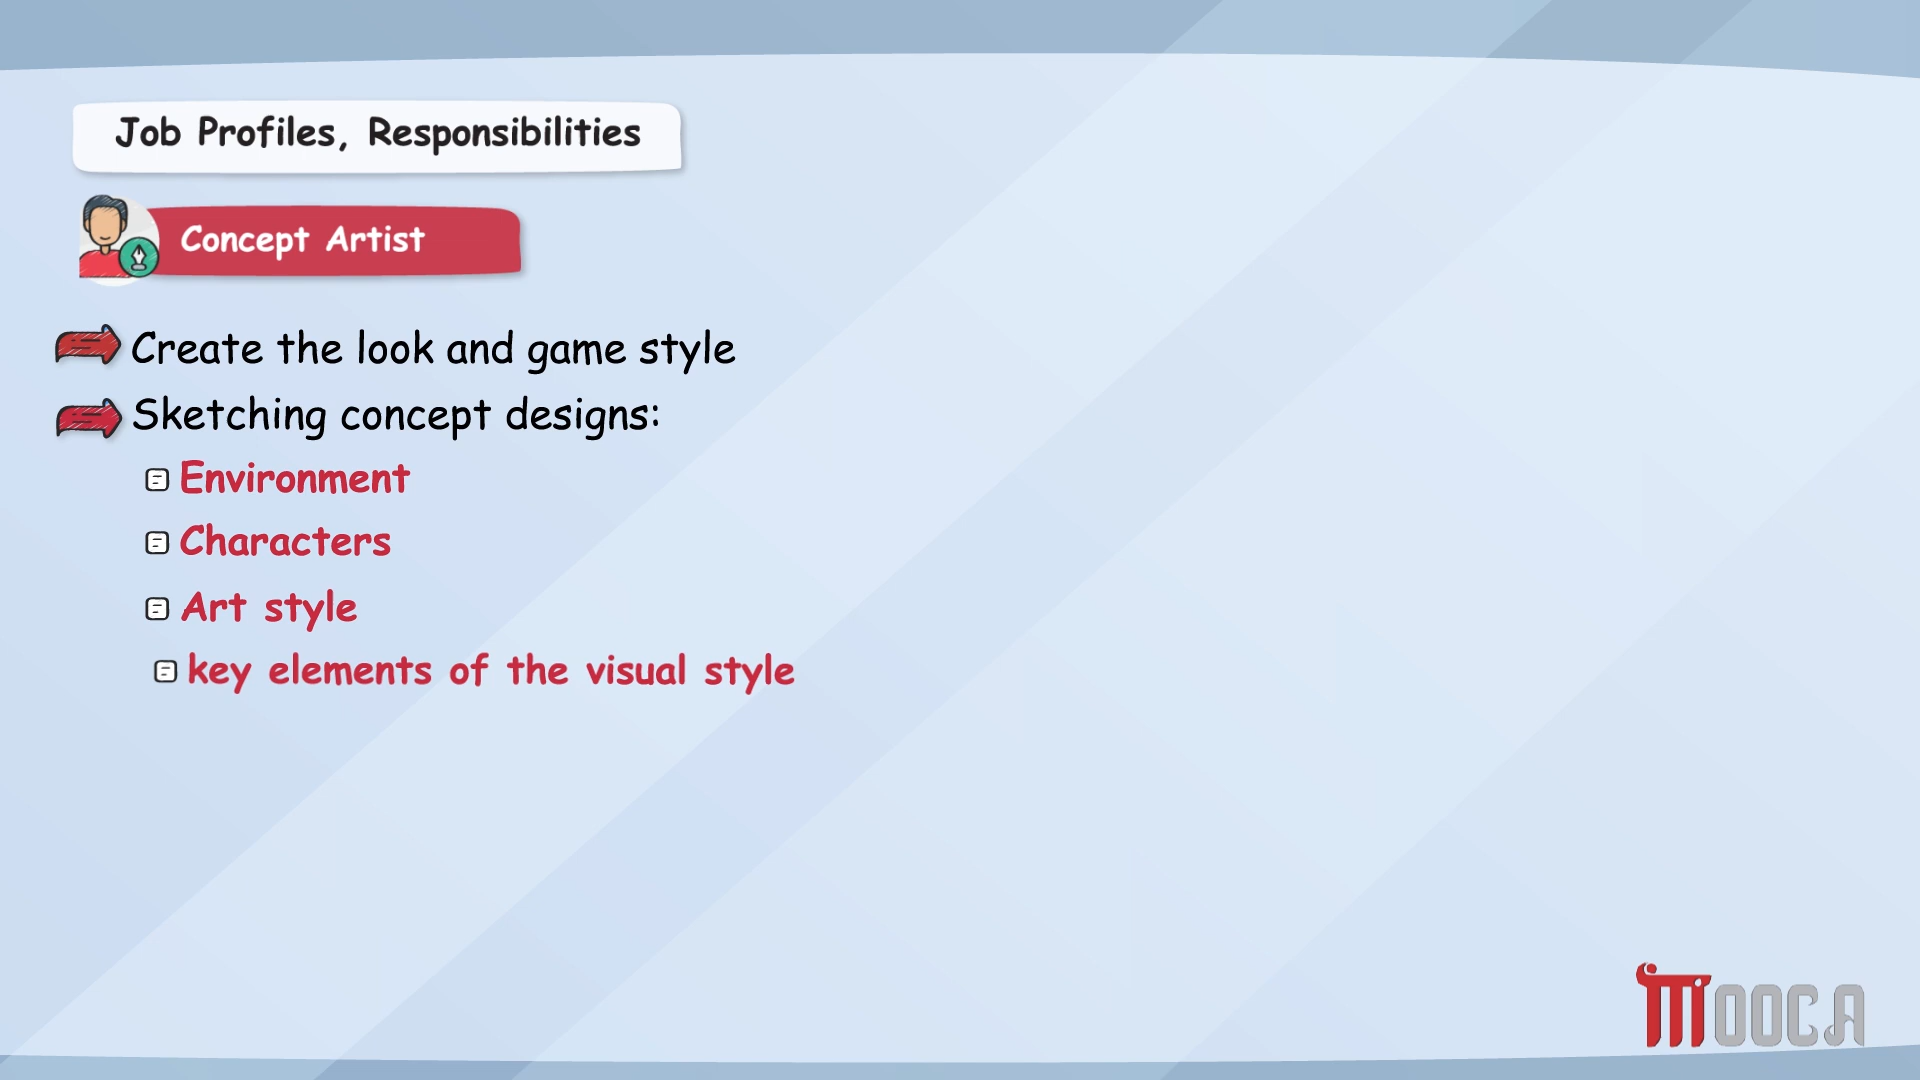 Job Profiles, Responsibilities
Concept Artist
Create the look and game style
Sketching concept designs:
Environment
Characters
Art style
key elements of the visual style
MOOCA